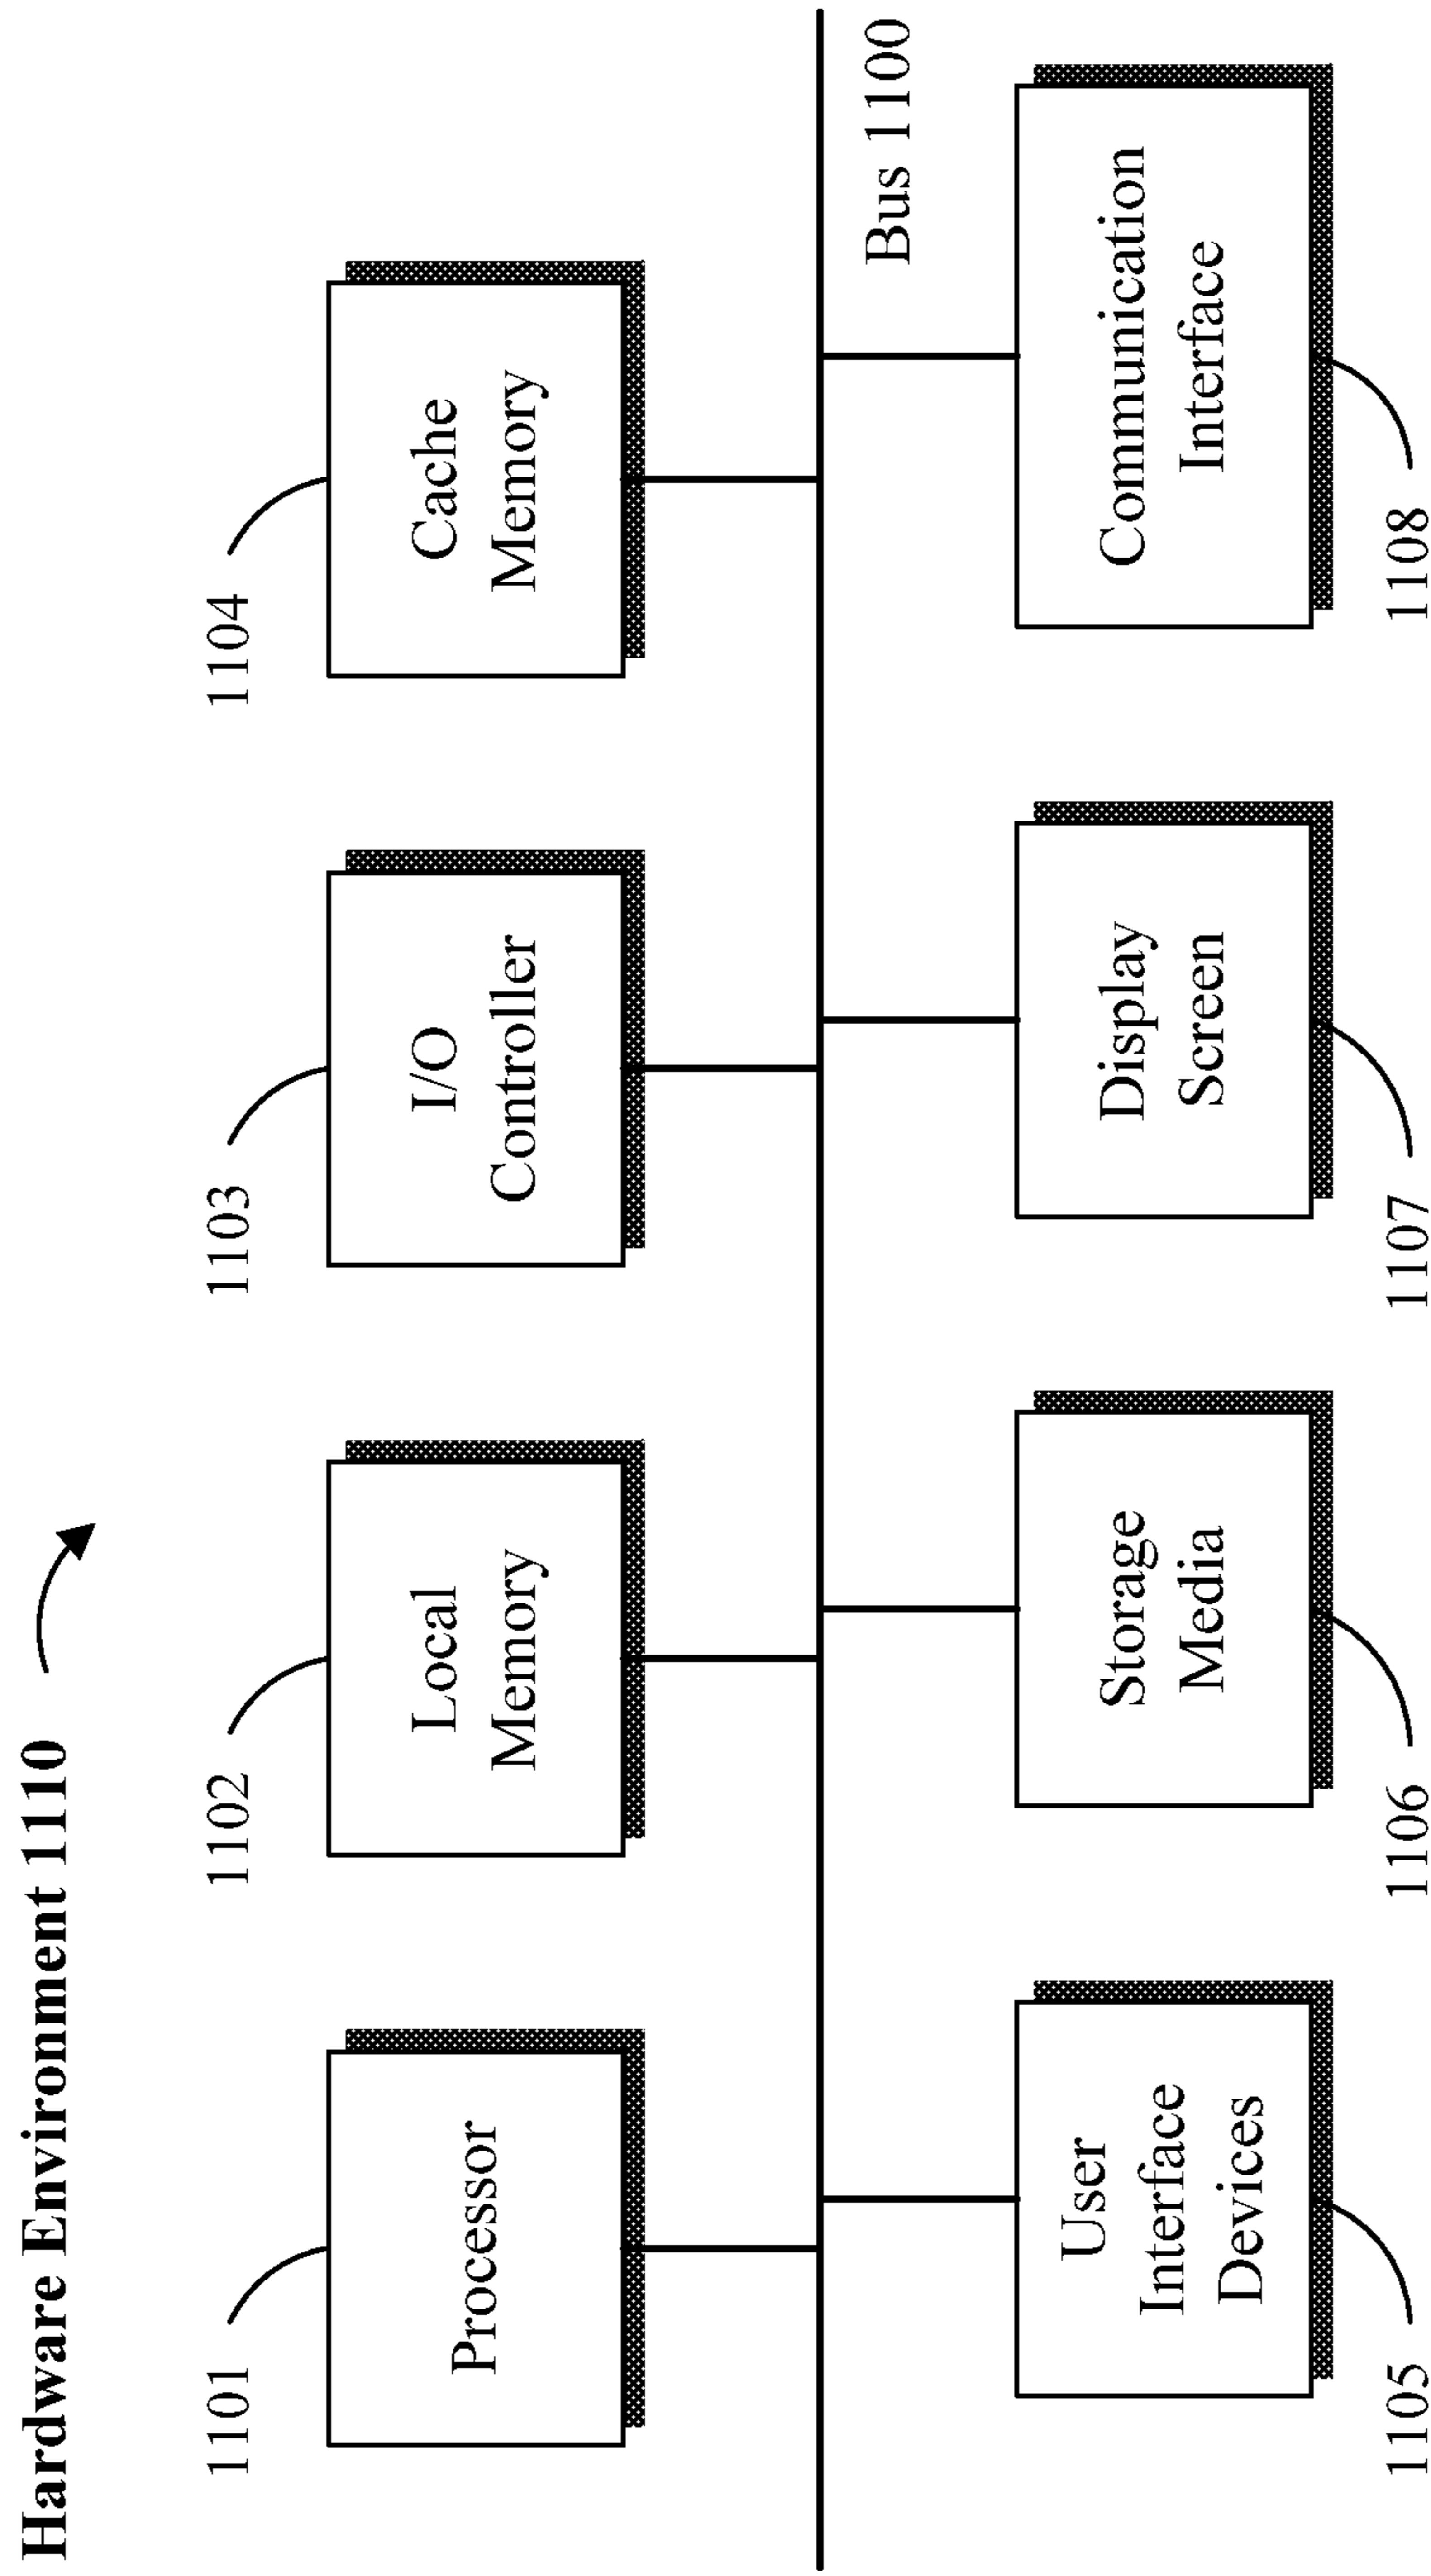 Hardware Environment 1110
1101
1102
1103
1104
Processor
Local
Memory
I/O
Controller
Cache
Memory
Bus 1100
User
Interface
Devices
Storage
Media
Display
Screen
Communication
Interface
1105
1106
1107
1108